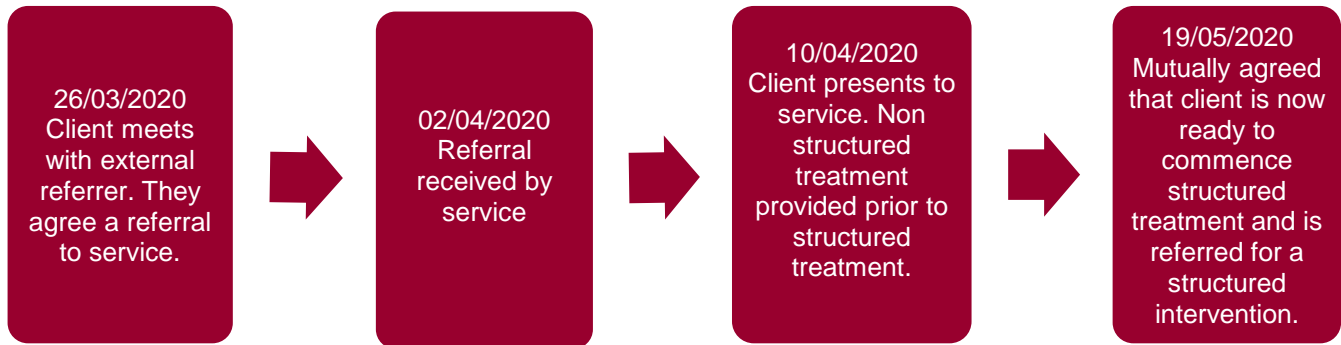 26/03/2020
Client meets
with external
referrer. They
agree a referral
to service.
02/04/2020
Referral
received by
service
10/04/2020
Client presents to
service. Non
structured
treatment
provided prior to
structured
treatment.
19/05/2020
Mutually agreed
that client is now
ready to
commence
structured
treatment and is
referred for a
structured
intervention.